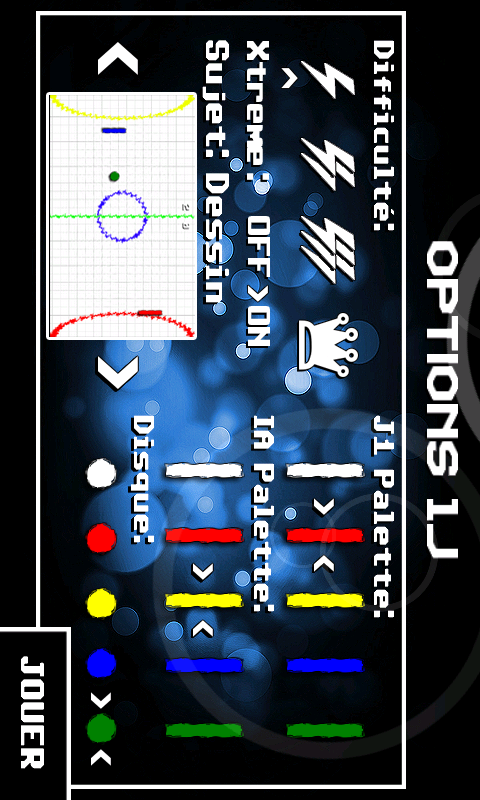 OPTIONS 1J
Difficulté:
Xtreme: OFF>ON
Sujet: Dessin
J1 Palette:
IA Palette:
Disque:
JOUER